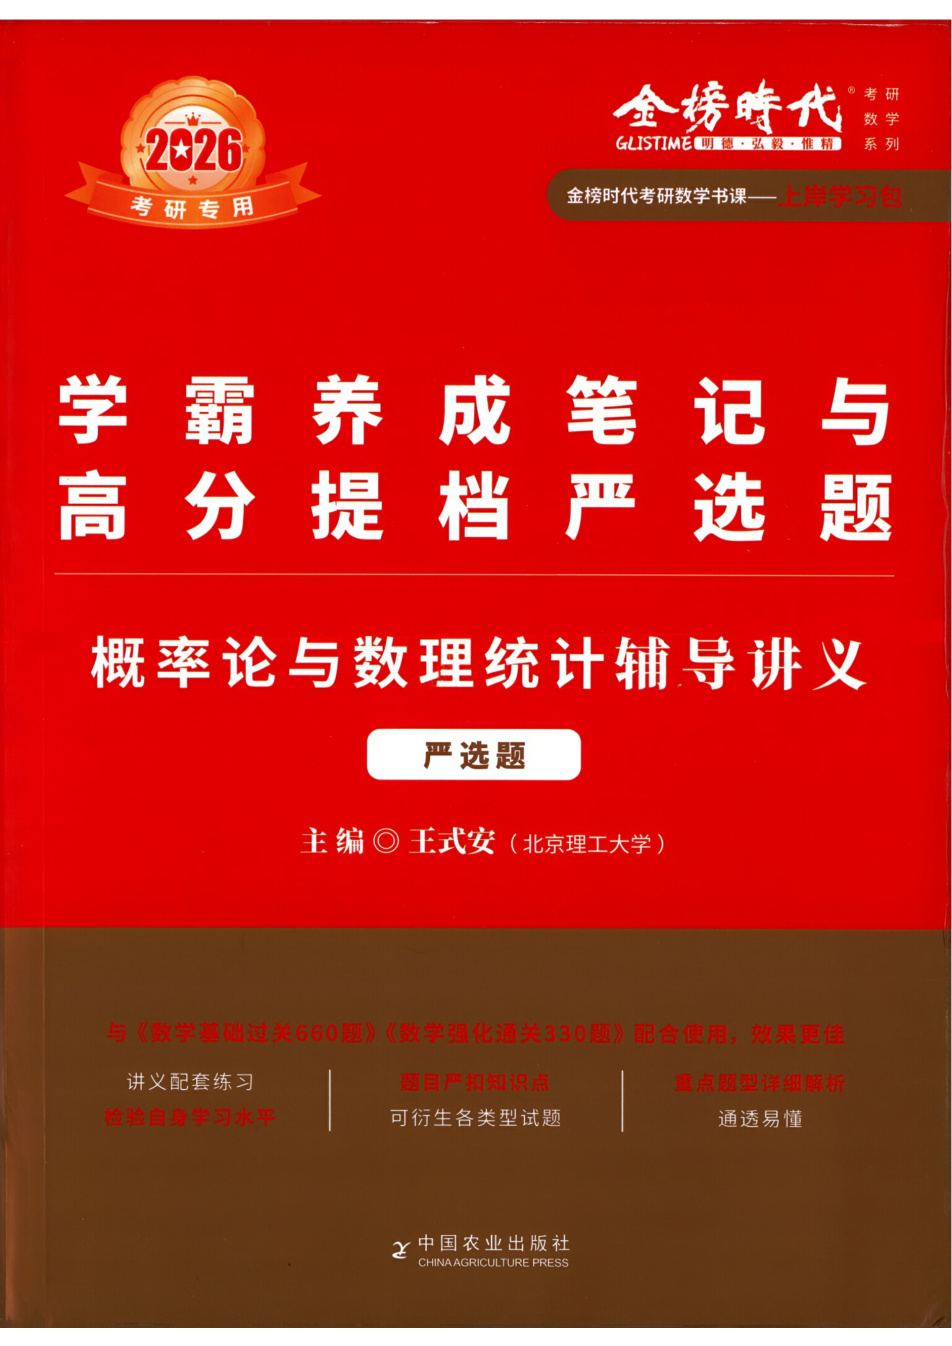 2026
考研专用
金榜時代®
GLISTIME 明德·弘毅·惟精
考研
数学
系列
金榜时代考研数学书课——上岸学习包
学霸养成笔记与
高分提档严选题
概率论与数理统计辅导讲义
严选题
主编◎王式安（北京理工大学）
与《数学基础过关660题》《数学强化通关330题》配合使用，效果更佳
讲义配套练习
检验自身学习水平
题目严扣知识点
可衍生各类型试题
重点题型详细解析
通透易懂
中国农业出版社
CHINA AGRICULTURE PRESS